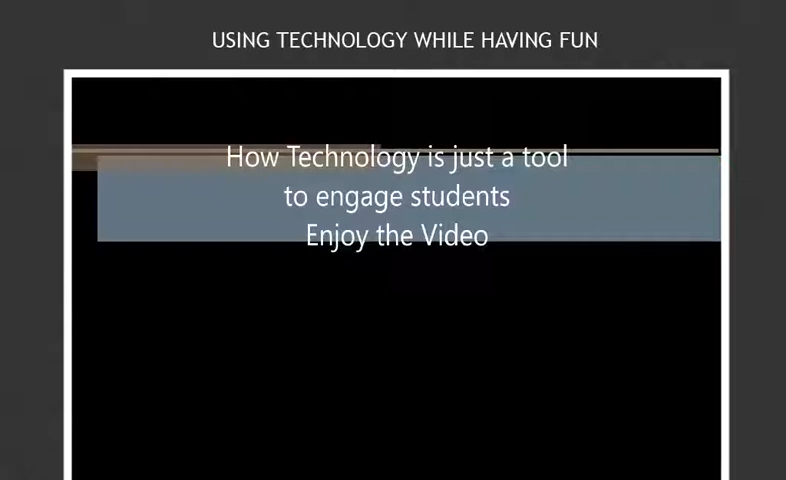 USING TECHNOLOGY WHILE HAVING FUN
How Technology is just a tool
to engage students
Enjoy the Video